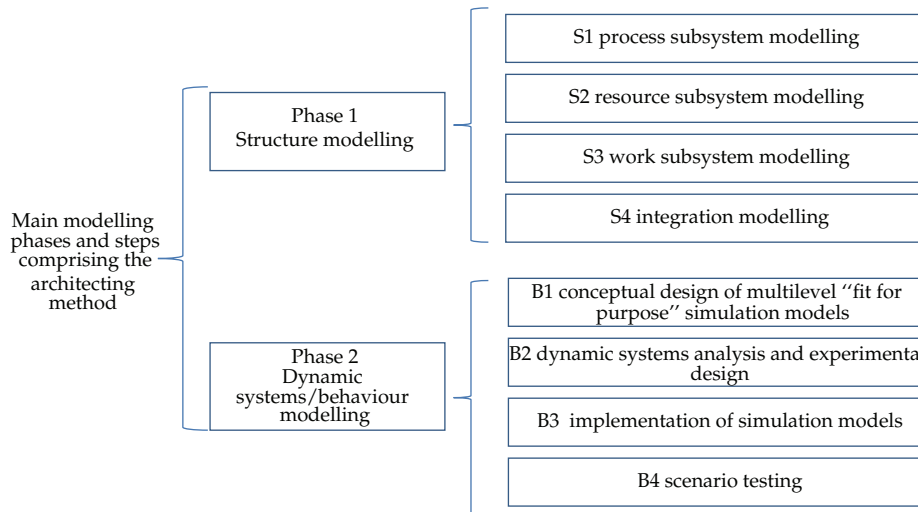 Main modelling
phases and steps
comprising the
architecting
method
Phase 1
Structure modelling
S1 process subsystem modelling
S2 resource subsystem modelling
S3 work subsystem modelling
S4 integration modelling
Phase 2
Dynamic
systems/behaviour
modelling
B1 conceptual design of multilevel ‘‘fit for
purpose’’ simulation models
B2 dynamic systems analysis and experimenta
design
B3 implementation of simulation models
B4 scenario testing